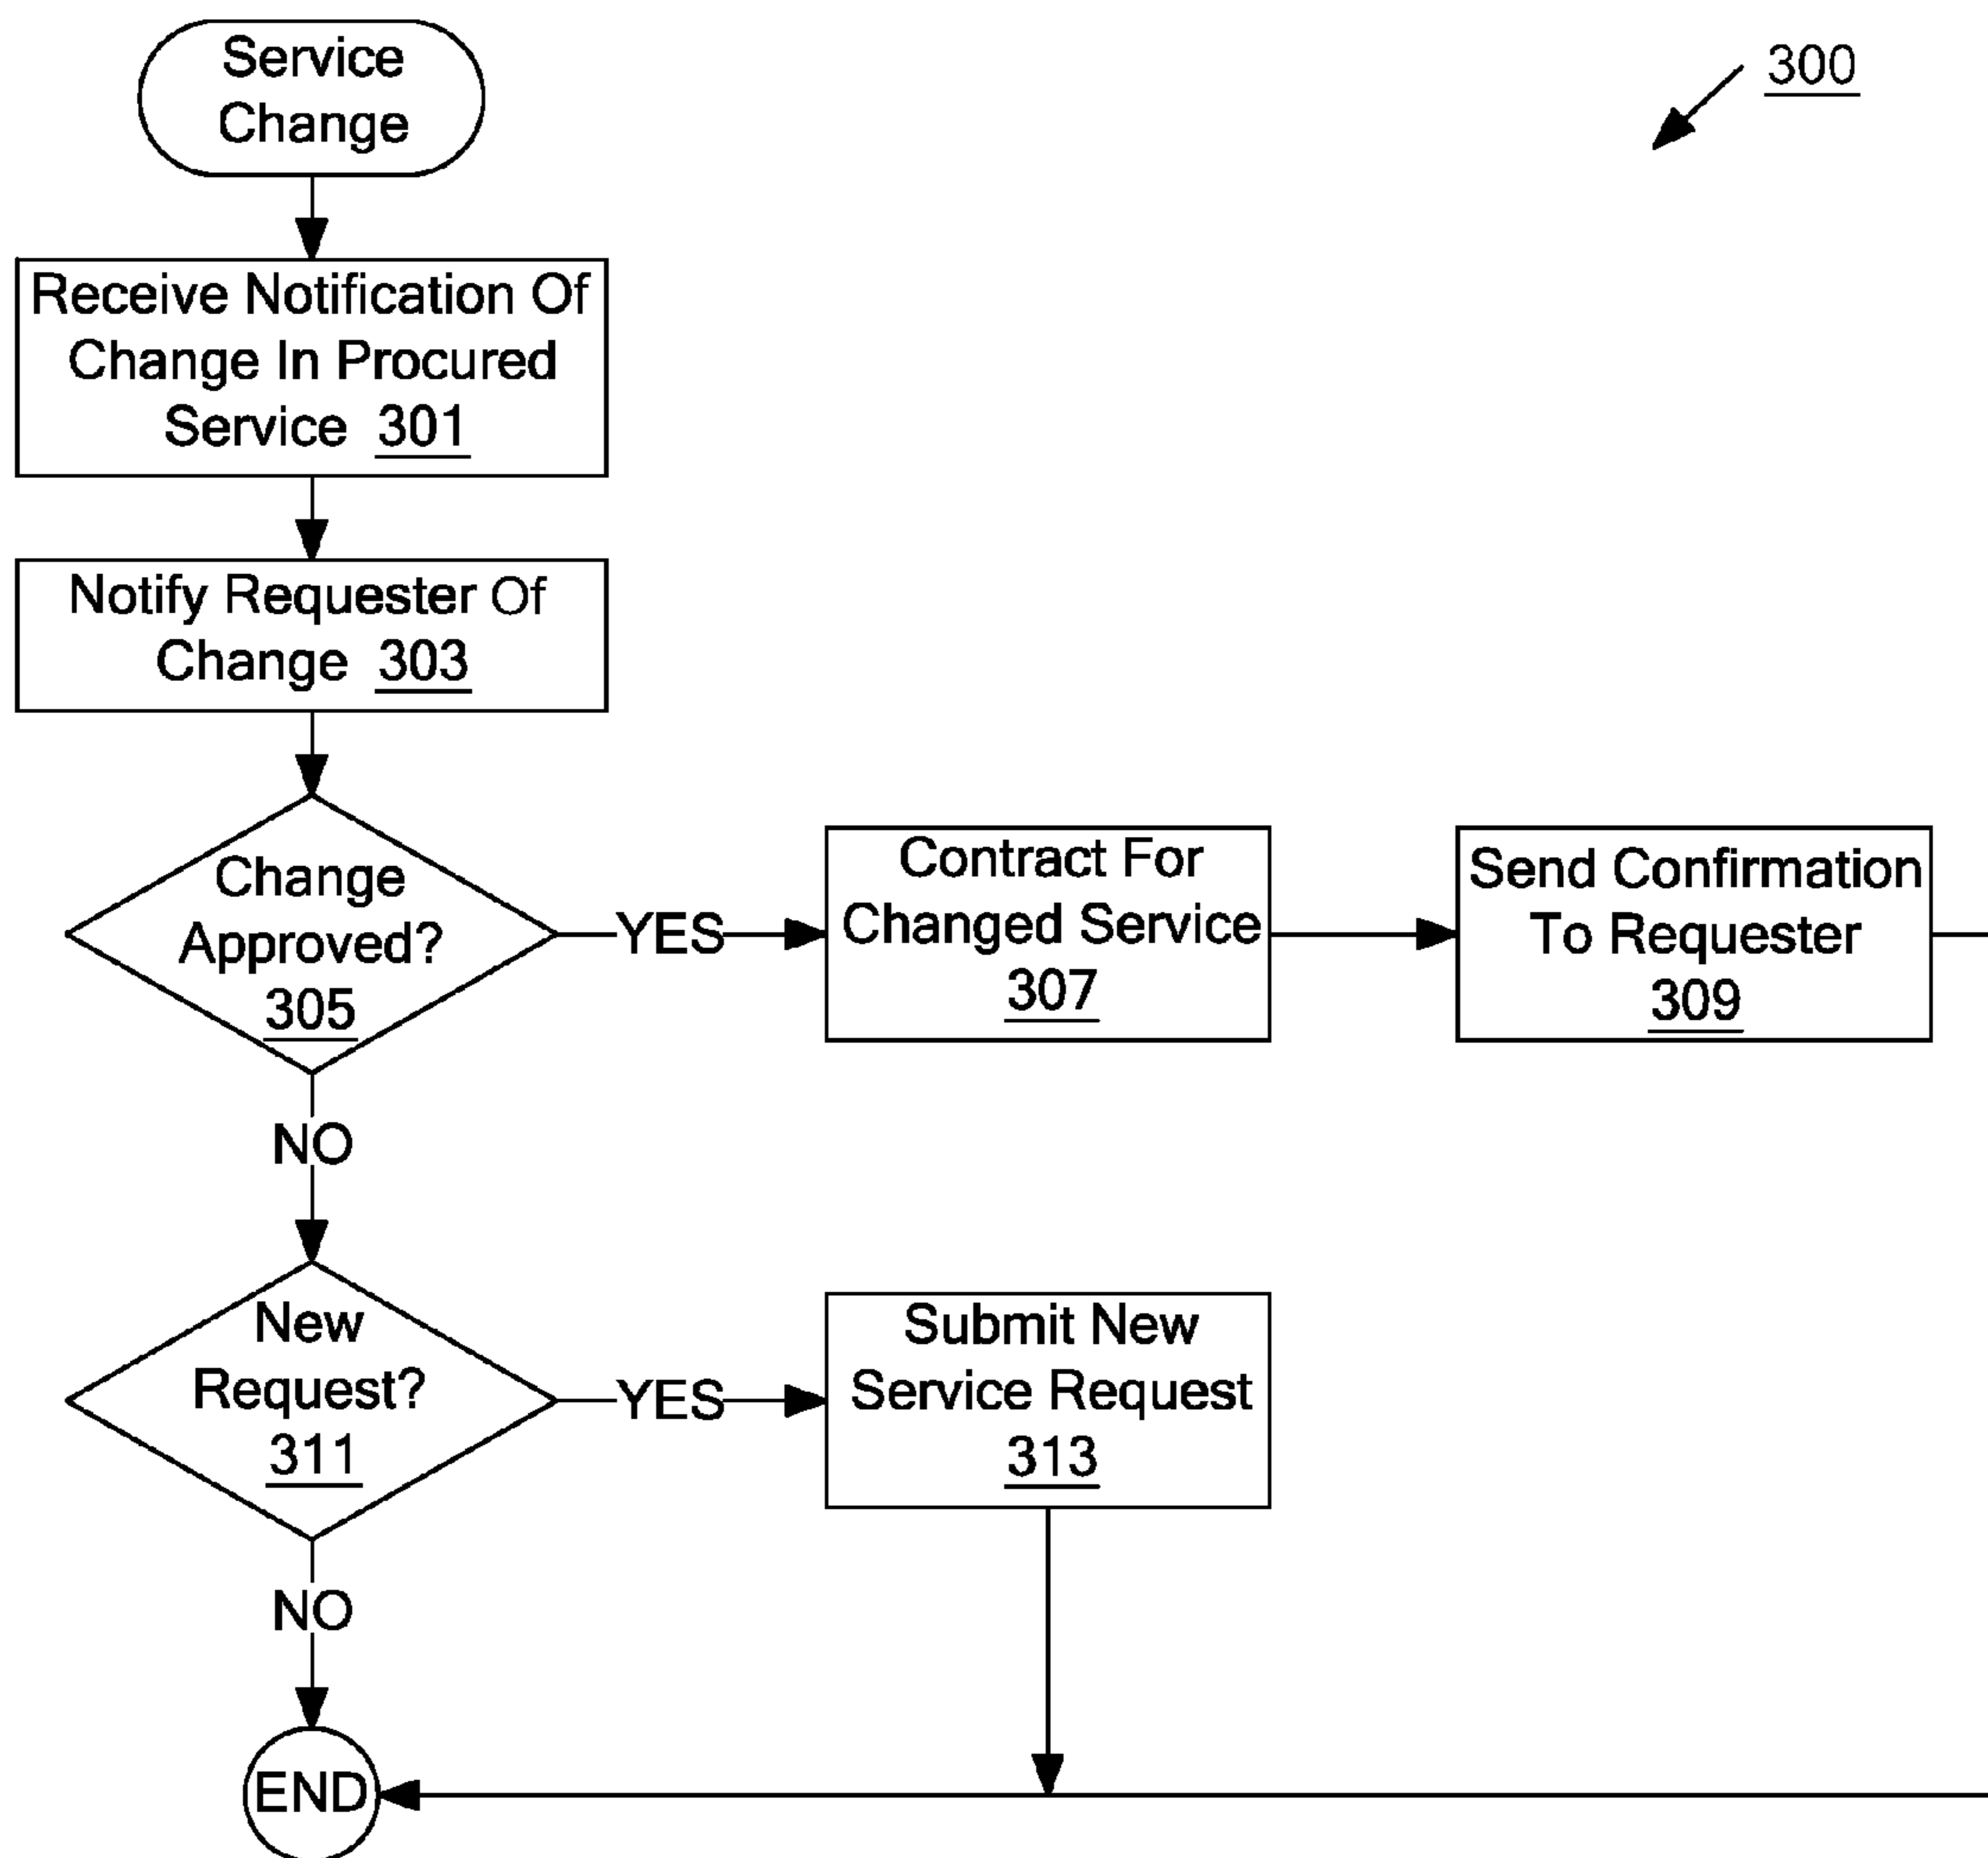 Service
Change
300
Receive Notification Of
Change In Procured
Service 301
Notify Requester Of
Change 303
Change
Approved?
305
YES
Contract For
Changed Service
307
Send Confirmation
To Requester
309
NO
New
Request?
311
YES
Submit New
Service Request
313
NO
END